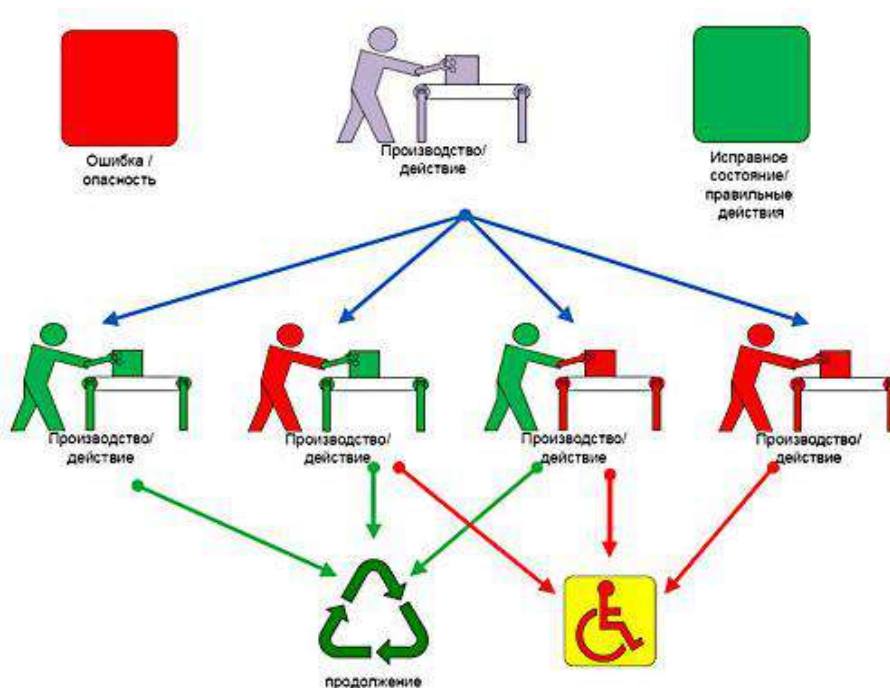 Ошибка /
опасность
Производство/
действие
Исправное
состояние/
правильные
действия
Производство/
действие
Производство/
действие
Производство/
действие
Производство/
действие
продолжение